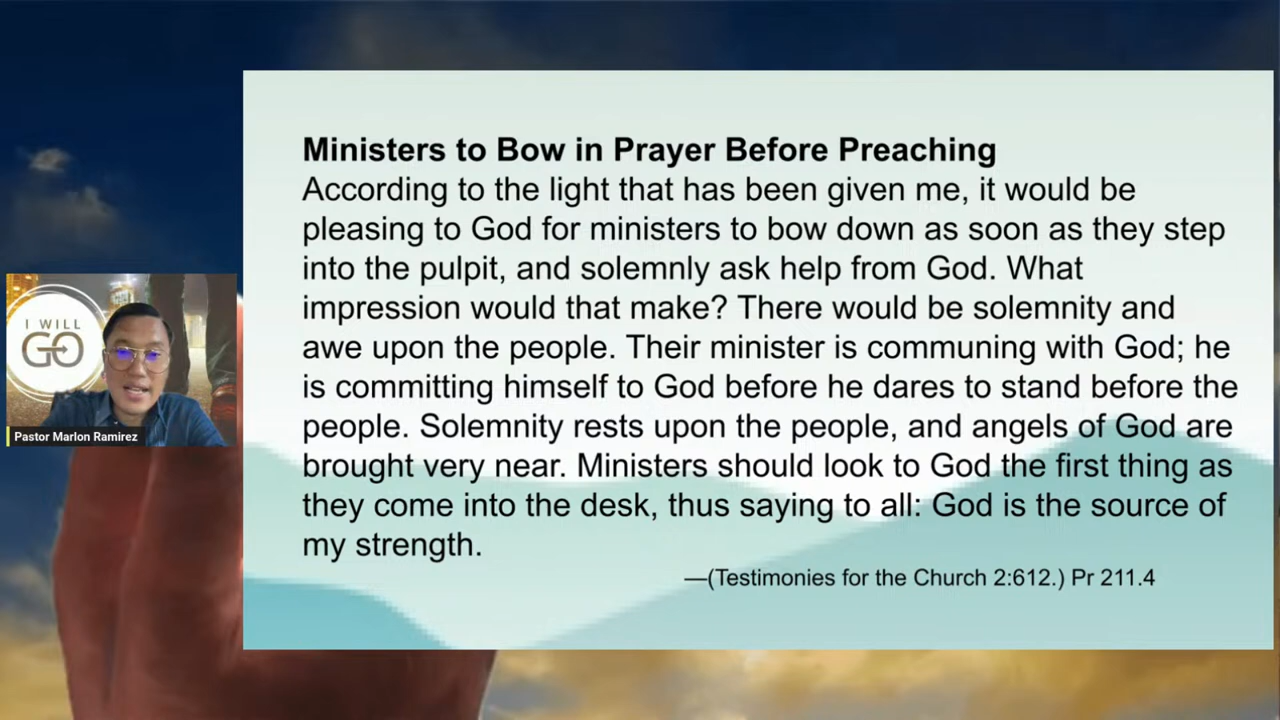 Ministers to Bow in Prayer Before Preaching
According to the light that has been given me, it would be
pleasing to God for ministers to bow down as soon as they step
into the pulpit, and solemnly ask help from God. What
impression would that make? There would be solemnity and
awe upon the people. Their minister is communing with God; he
is committing himself to God before he dares to stand before the
people. Solemnity rests upon the people, and angels of God are
brought very near. Ministers should look to God the first thing as
they come into the desk, thus saying to all: God is the source of
my strength.
—(Testimonies for the Church 2:612.) Pr 211.4
I WILL
GO
Pastor Marlon Ramirez